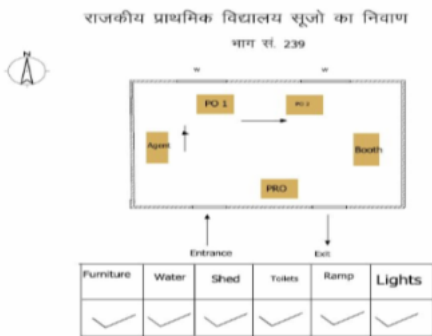 राजकीय प्राथमिक विद्यालय सूजो का निवाण
भाग सं. 239
N
W W
PO 1 PO 2
Agent Booth
PRO
Entrance Exit
Furniture Water Shed Toilets Ramp Lights